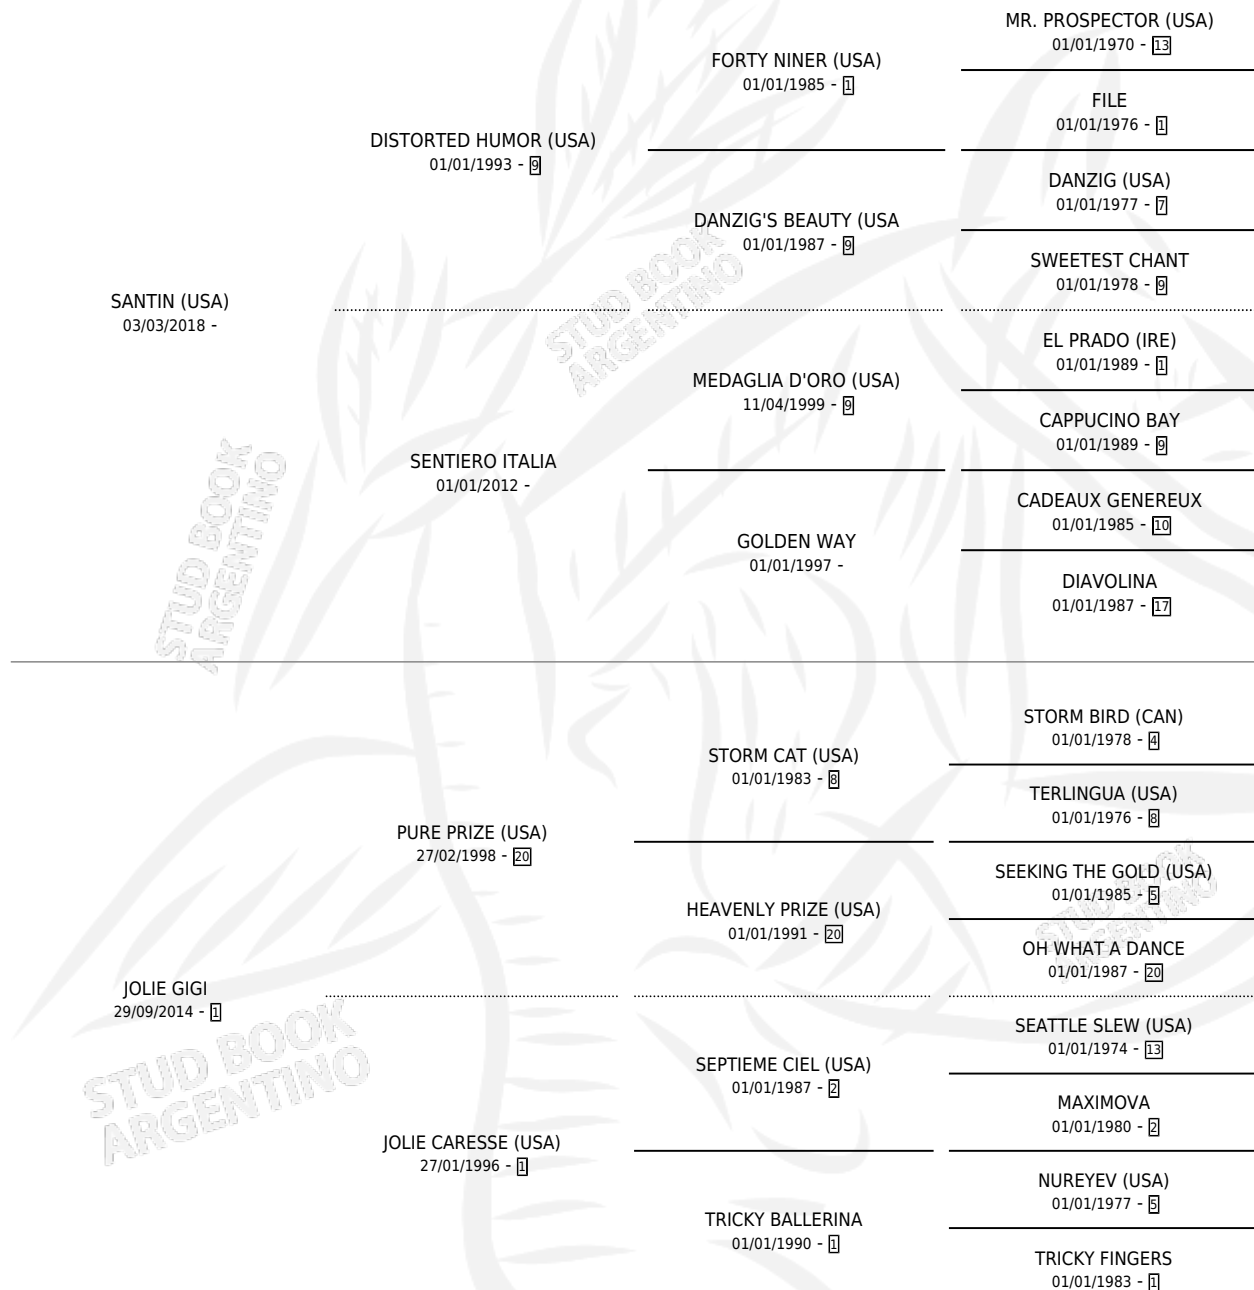 MR. PROSPECTOR (USA)
01/01/1970 - 13
FORTY NINER (USA)
01/01/1985 - 1
FILE
01/01/1976 - 1
DISTORTED HUMOR (USA)
01/01/1993 - 9
DANZIG (USA)
01/01/1977 - 7
DANZIG'S BEAUTY (USA
01/01/1987 - 9
SWEETEST CHANT
01/01/1978 - 9
SANTIN (USA)
03/03/2018 -
EL PRADO (IRE)
01/01/1989 - 1
MEDAGLIA D'ORO (USA)
11/04/1999 - 9
CAPPUCINO BAY
01/01/1989 - 9
SENTIERO ITALIA
01/01/2012 -
CADEAUX GENEREUX
01/01/1985 - 10
GOLDEN WAY
01/01/1997 -
DIAVOLINA
01/01/1987 - 17
STORM BIRD (CAN)
01/01/1978 - 4
STORM CAT (USA)
01/01/1983 - 8
TERLINGUA (USA)
01/01/1976 - 8
PURE PRIZE (USA)
27/02/1998 - 20
SEEKING THE GOLD (USA)
01/01/1985 - 5
HEAVENLY PRIZE (USA)
01/01/1991 - 20
OH WHAT A DANCE
01/01/1987 - 20
JOLIE GIGI
29/09/2014 - 1
SEATTLE SLEW (USA)
01/01/1974 - 13
SEPTIEME CIEL (USA)
01/01/1987 - 2
MAXIMOVA
01/01/1980 - 2
JOLIE CARESSE (USA)
27/01/1996 - 1
NUREYEV (USA)
01/01/1977 - 5
TRICKY BALLERINA
01/01/1990 - 1
TRICKY FINGERS
01/01/1983 - 1
STUD BOOK
ARGENTINO
STUD BOOK
ARGENTINO
STUD BOOK
ARGENTINO
STUD BOOK
ARGENTINO